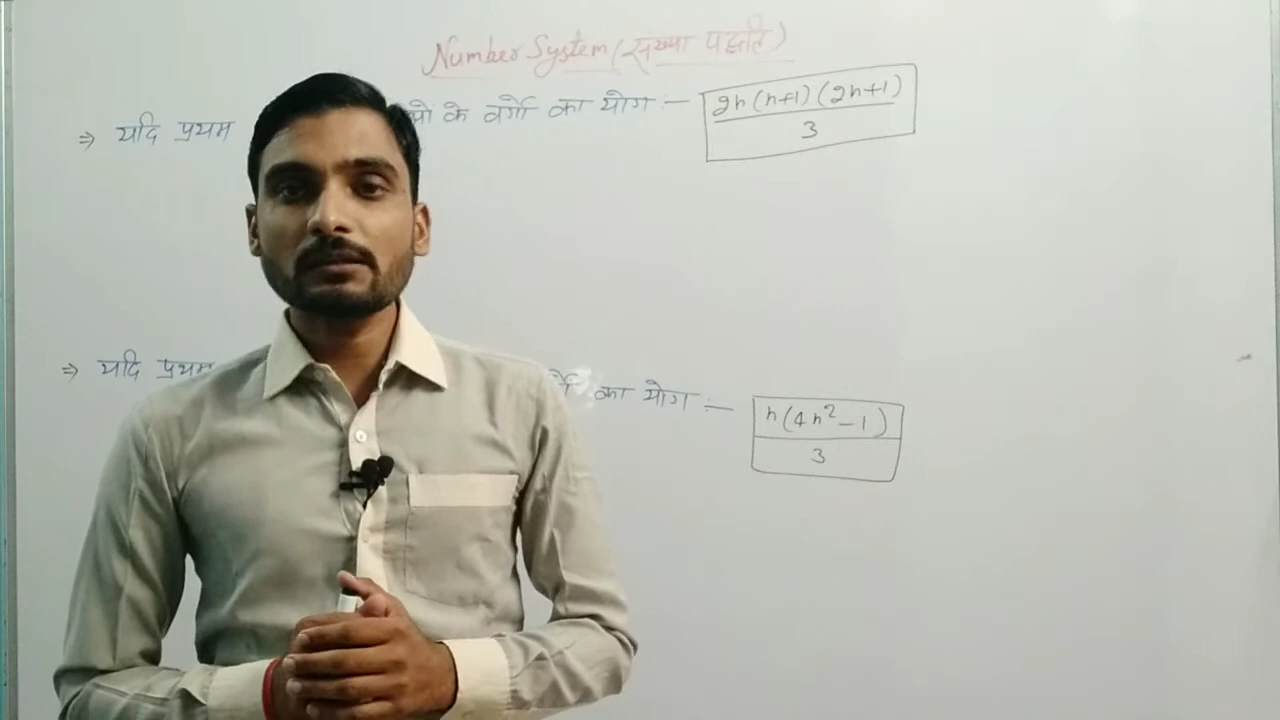 Number System (संख्या पद्धति)
⇒ यदि प्रथम के वर्गो का योग :- 2n(n+1)(2n+1)
3
⇒ यदि प्रथम का योग :- n(4n²-1)
3